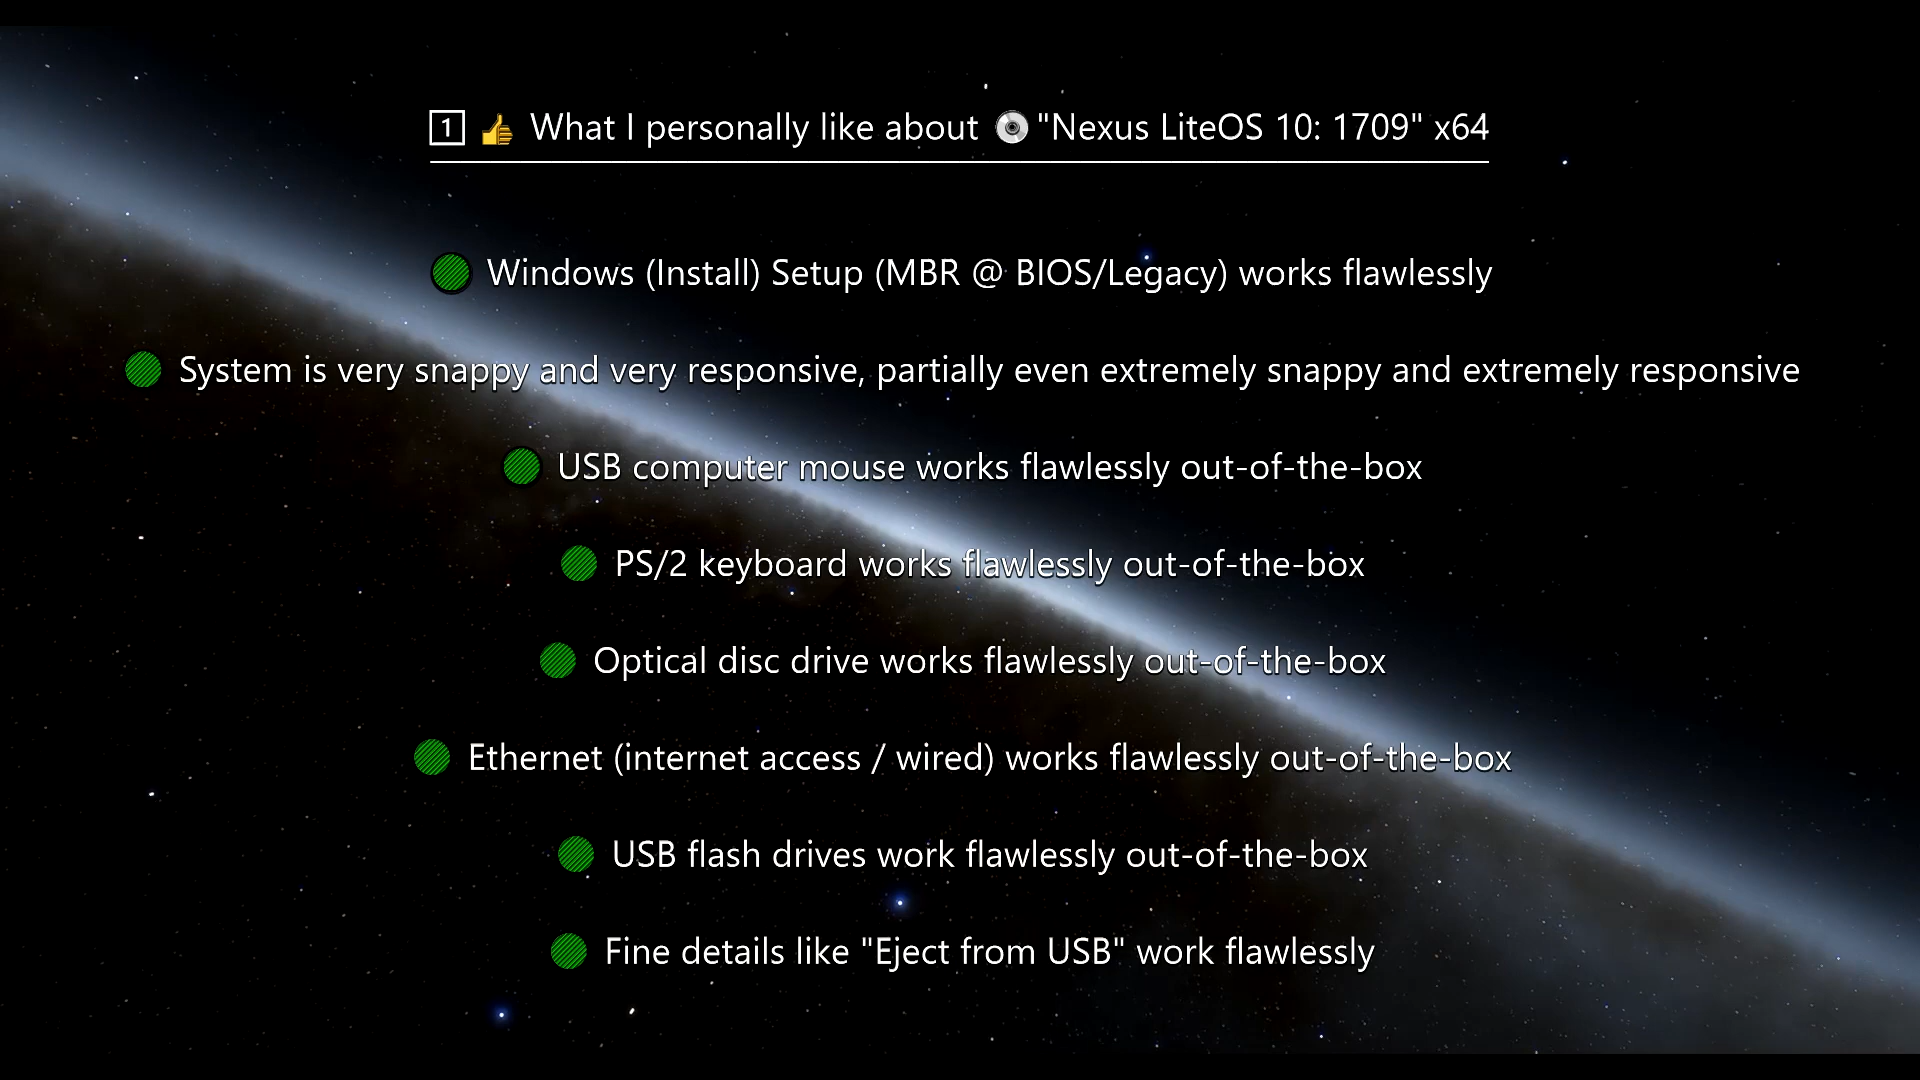 1 👍 What I personally like about 💿"Nexus LiteOS 10: 1709" x64
Windows (Install) Setup (MBR @ BIOS/Legacy) works flawlessly
System is very snappy and very responsive, partially even extremely snappy and extremely responsive
USB computer mouse works flawlessly out-of-the-box
PS/2 keyboard works flawlessly out-of-the-box
Optical disc drive works flawlessly out-of-the-box
Ethernet (internet access / wired) works flawlessly out-of-the-box
USB flash drives work flawlessly out-of-the-box
Fine details like "Eject from USB" work flawlessly